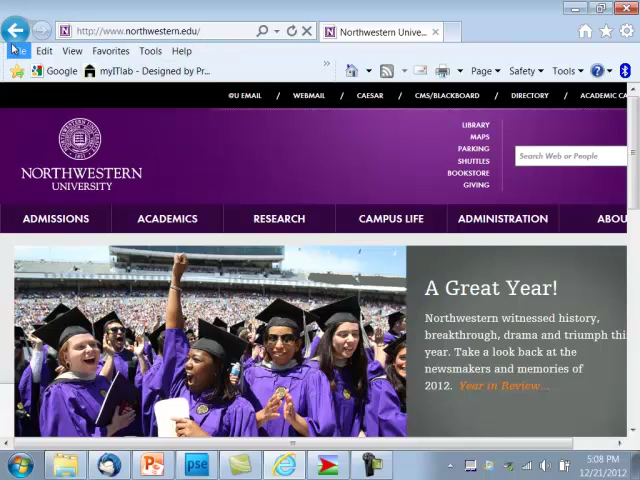 http://www.northwestern.edu/
Northwestern Unive...
File Edit View Favorites Tools Help
Google
myITlab - Designed by Pr...
Page
Safety
Tools
@U EMAIL / WEBMAIL / CAESAR / CMS/BLACKBOARD / DIRECTORY / ACADEMIC CA
LIBRARY
MAPS
PARKING
SHUTTLES
BOOKSTORE
GIVING
Search Web or People
NORTHWESTERN
UNIVERSITY
ADMISSIONS ACADEMICS RESEARCH CAMPUS LIFE ADMINISTRATION ABOU
A Great Year!
Northwestern witnessed history,
breakthrough, drama and triumph this
year. Take a look back at the
newsmakers and memories of
2012. Year in Review...
pse
5:08 PM
12/21/2012